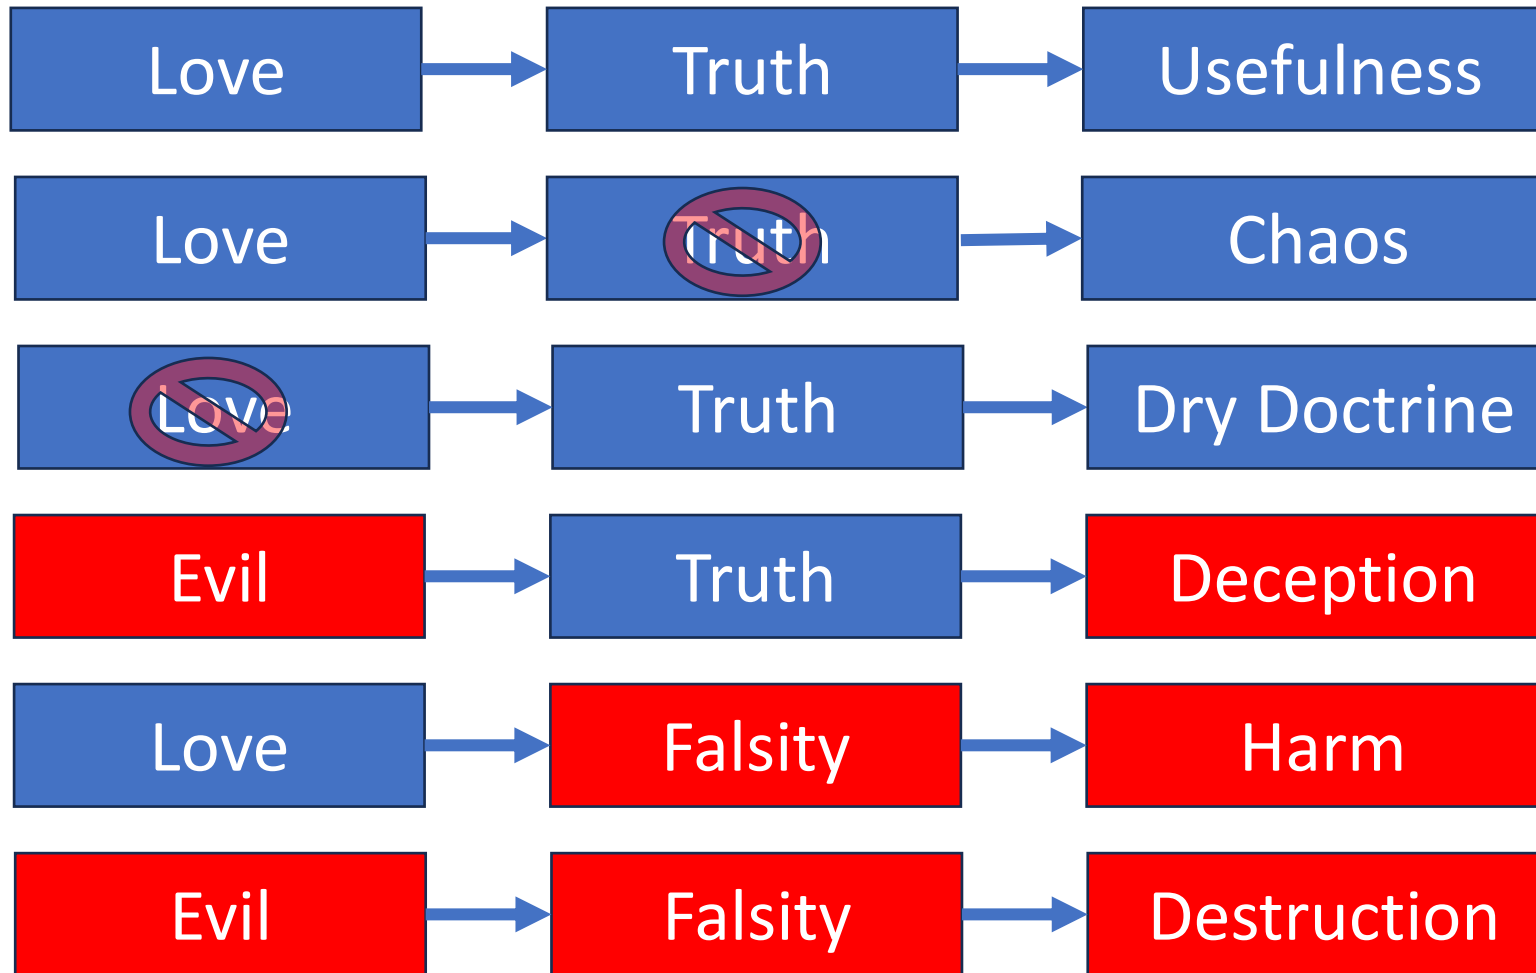 Love Truth Usefulness
Love Truth Chaos
Love Truth Dry Doctrine
Evil Truth Deception
Love Falsity Harm
Evil Falsity Destruction